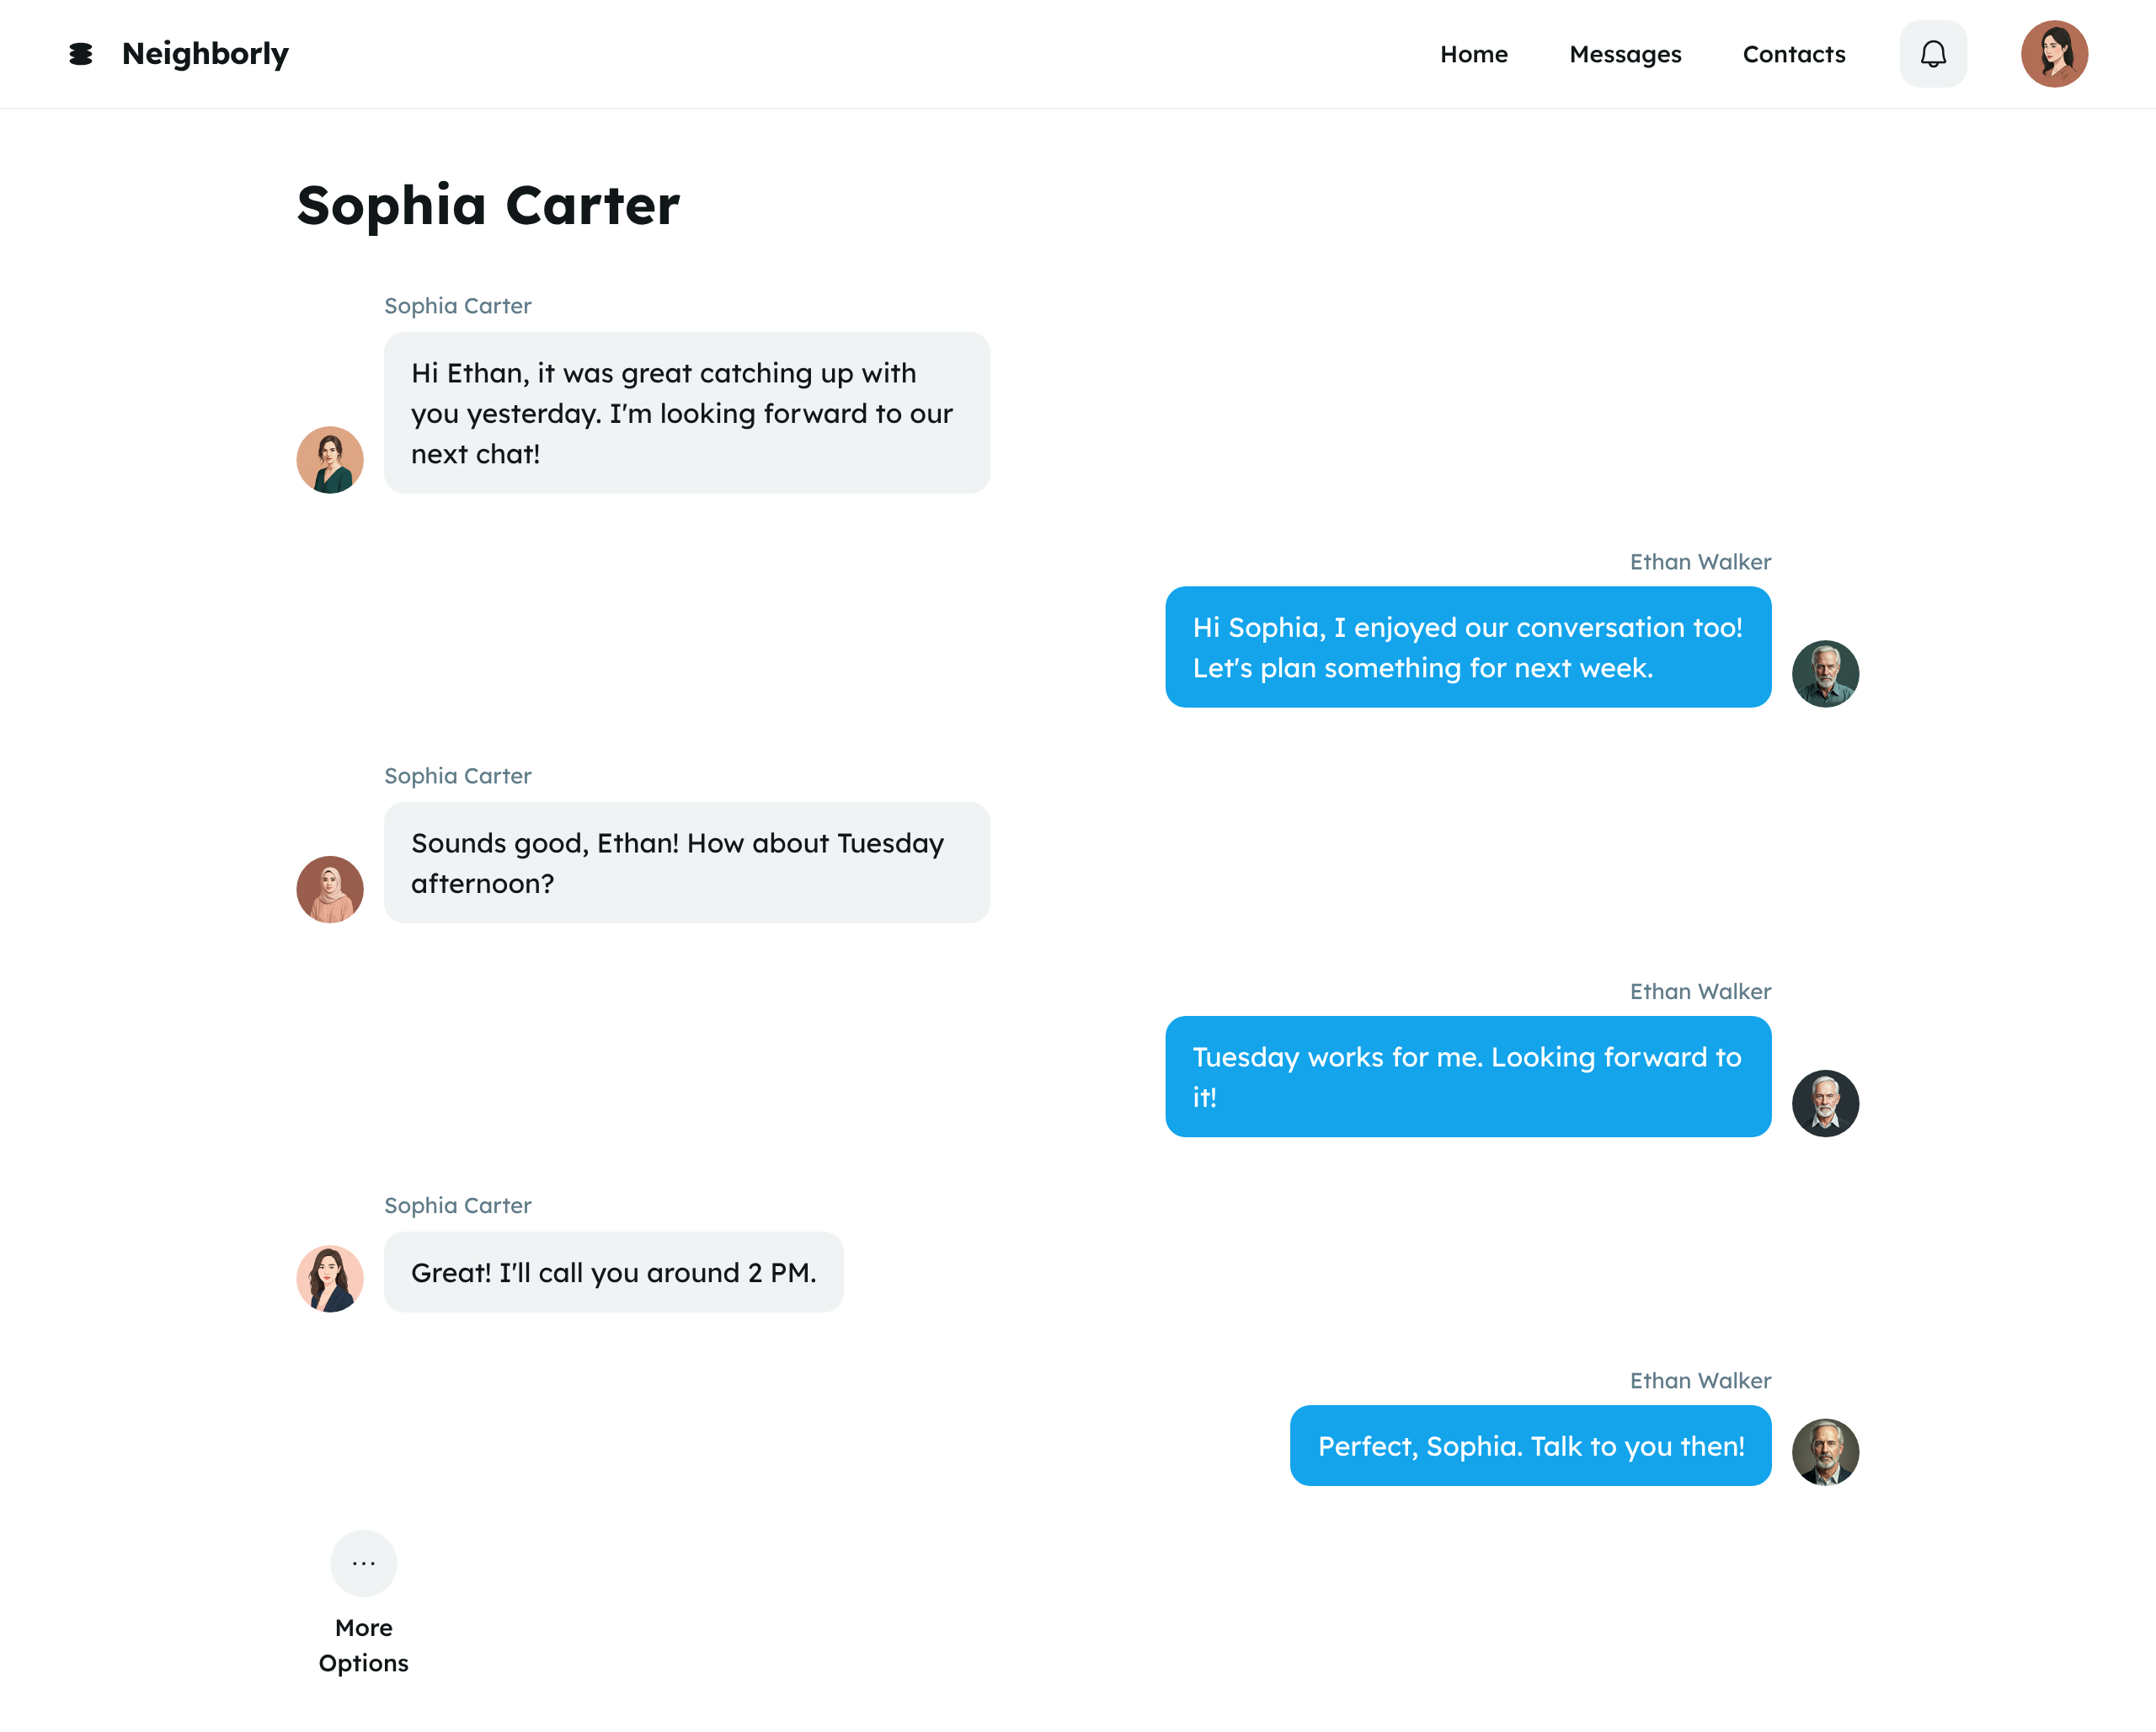 Neighborly
Home
Messages
Contacts
Sophia Carter
Sophia Carter
Hi Ethan, it was great catching up with
you yesterday. I'm looking forward to our
next chat!
Ethan Walker
Hi Sophia, I enjoyed our conversation too!
Let's plan something for next week.
Sophia Carter
Sounds good, Ethan! How about Tuesday
afternoon?
Ethan Walker
Tuesday works for me. Looking forward to
it!
Sophia Carter
Great! I'll call you around 2 PM.
Ethan Walker
Perfect, Sophia. Talk to you then!
More
Options